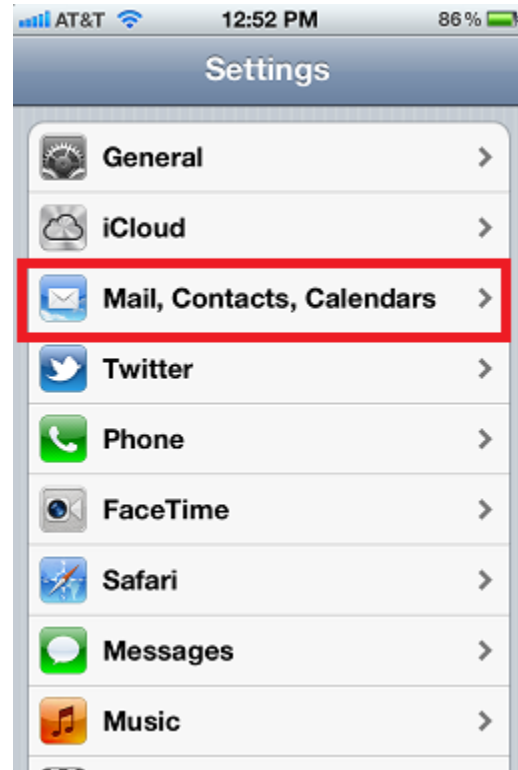 AT&T 12:52 PM 86%
Settings
General
iCloud
Mail, Contacts, Calendars
Twitter
Phone
FaceTime
Safari
Messages
Music